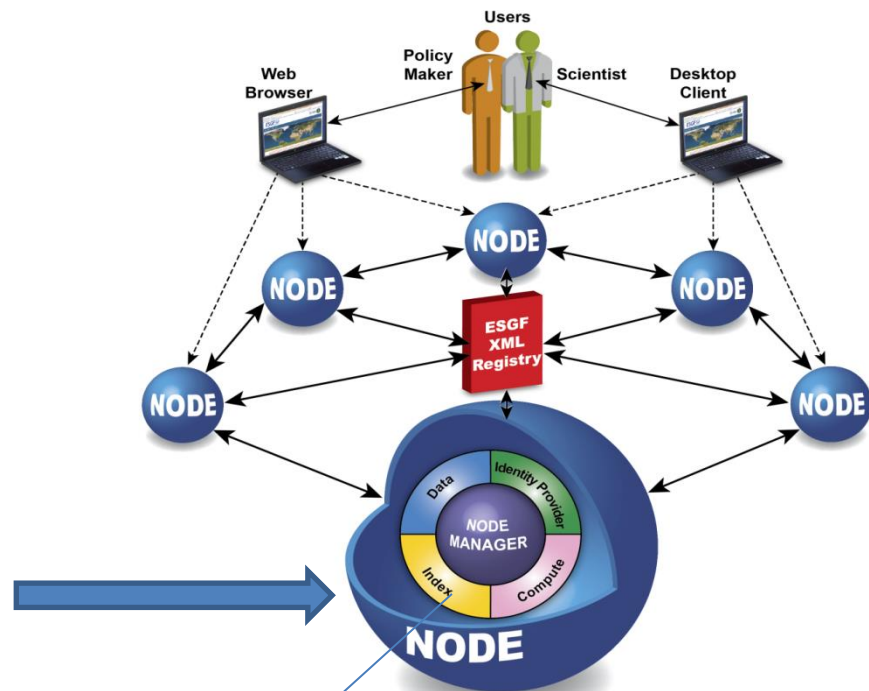 Users
Policy
Maker
Scientist
Web
Browser
Desktop
Client
NODE
NODE
NODE
ESGF
XML
Registry
NODE
NODE
Data
Identity Provider
NODE
MANAGER
Index
Compute
NODE